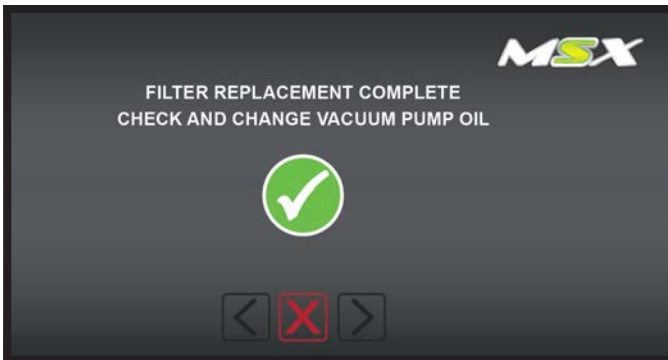 MSX
FILTER REPLACEMENT COMPLETE
CHECK AND CHANGE VACUUM PUMP OIL